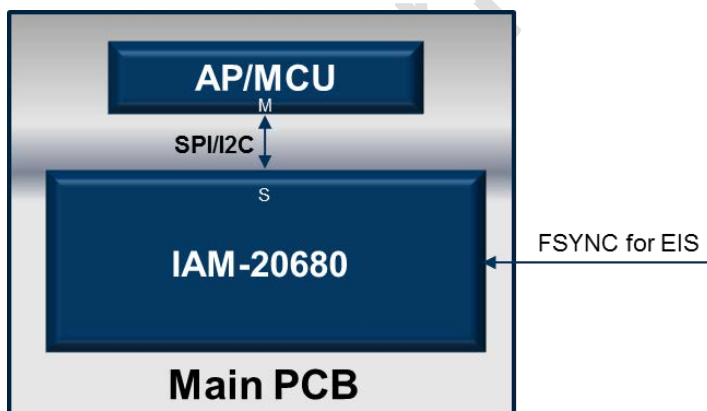 AP/MCU
M
SPI/I2C
S
IAM-20680
FSYNC for EIS
Main PCB